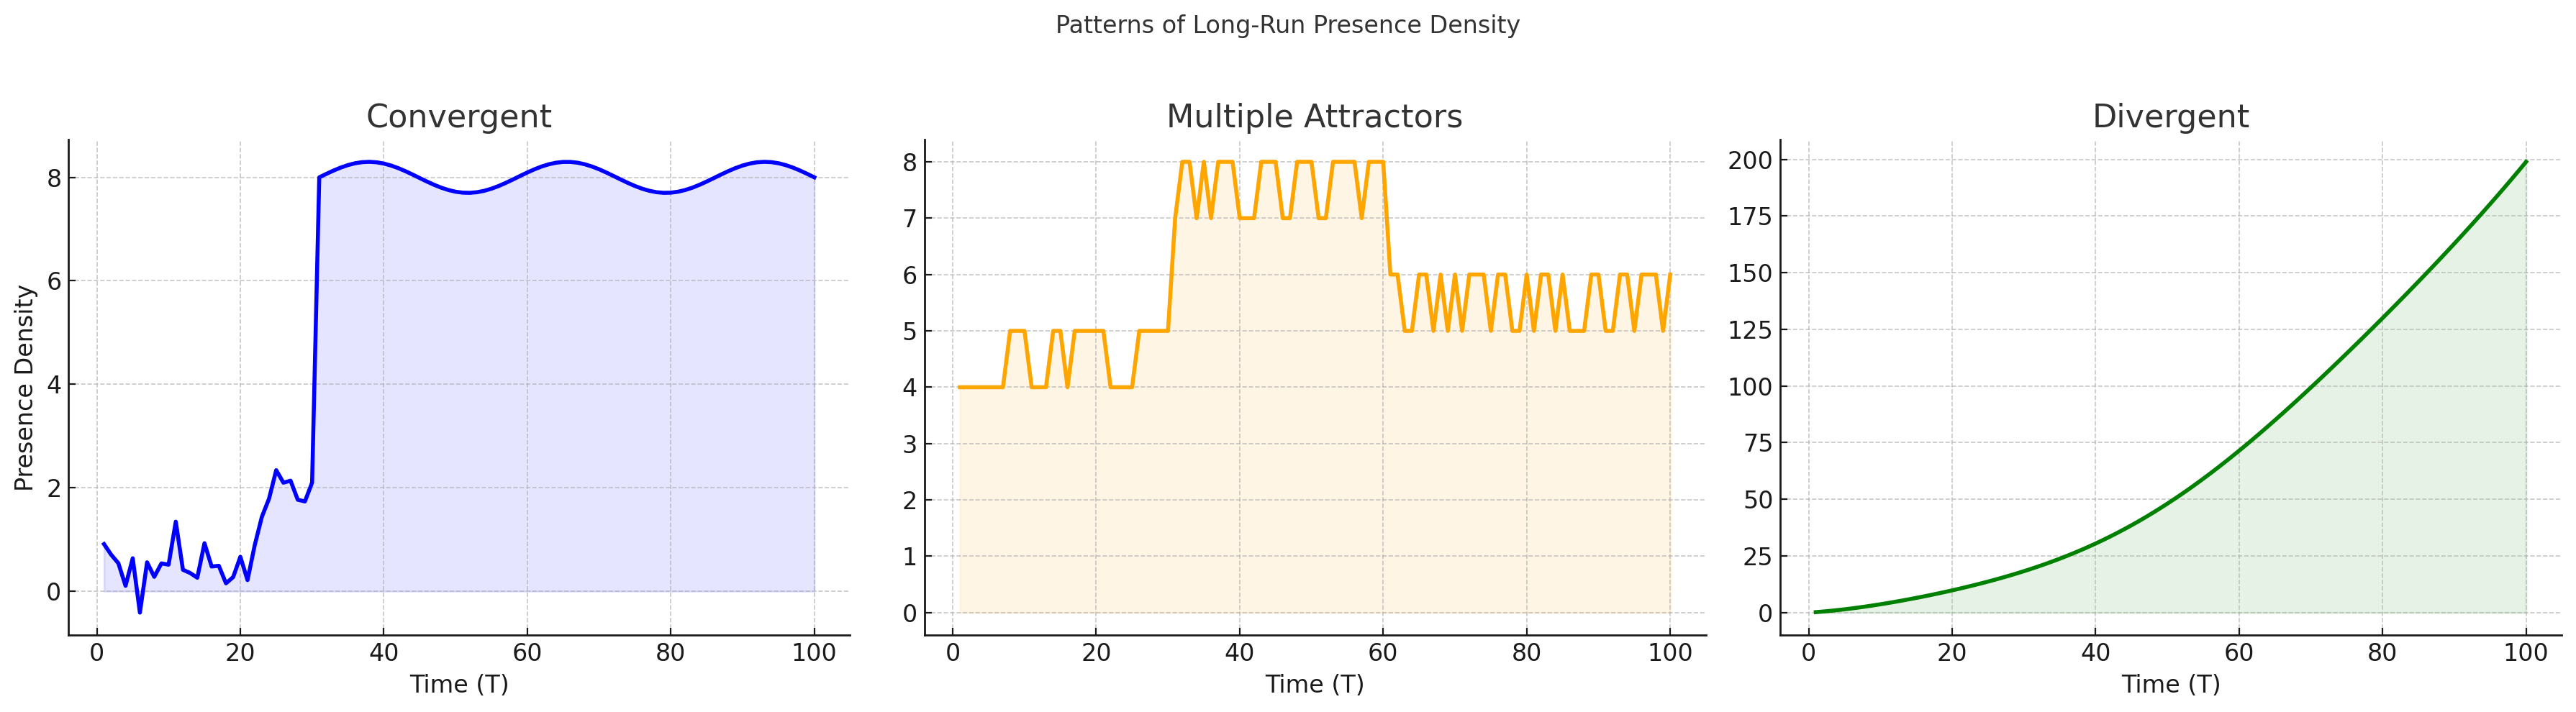 Patterns of Long-Run Presence Density
Convergent
Presence Density
8
6
4
2
0
0 20 40 60 80 100
Time (T)
Multiple Attractors
8
7
6
5
4
3
2
1
0
0 20 40 60 80 100
Time (T)
Divergent
200
175
150
125
100
75
50
25
0
0 20 40 60 80 100
Time (T)